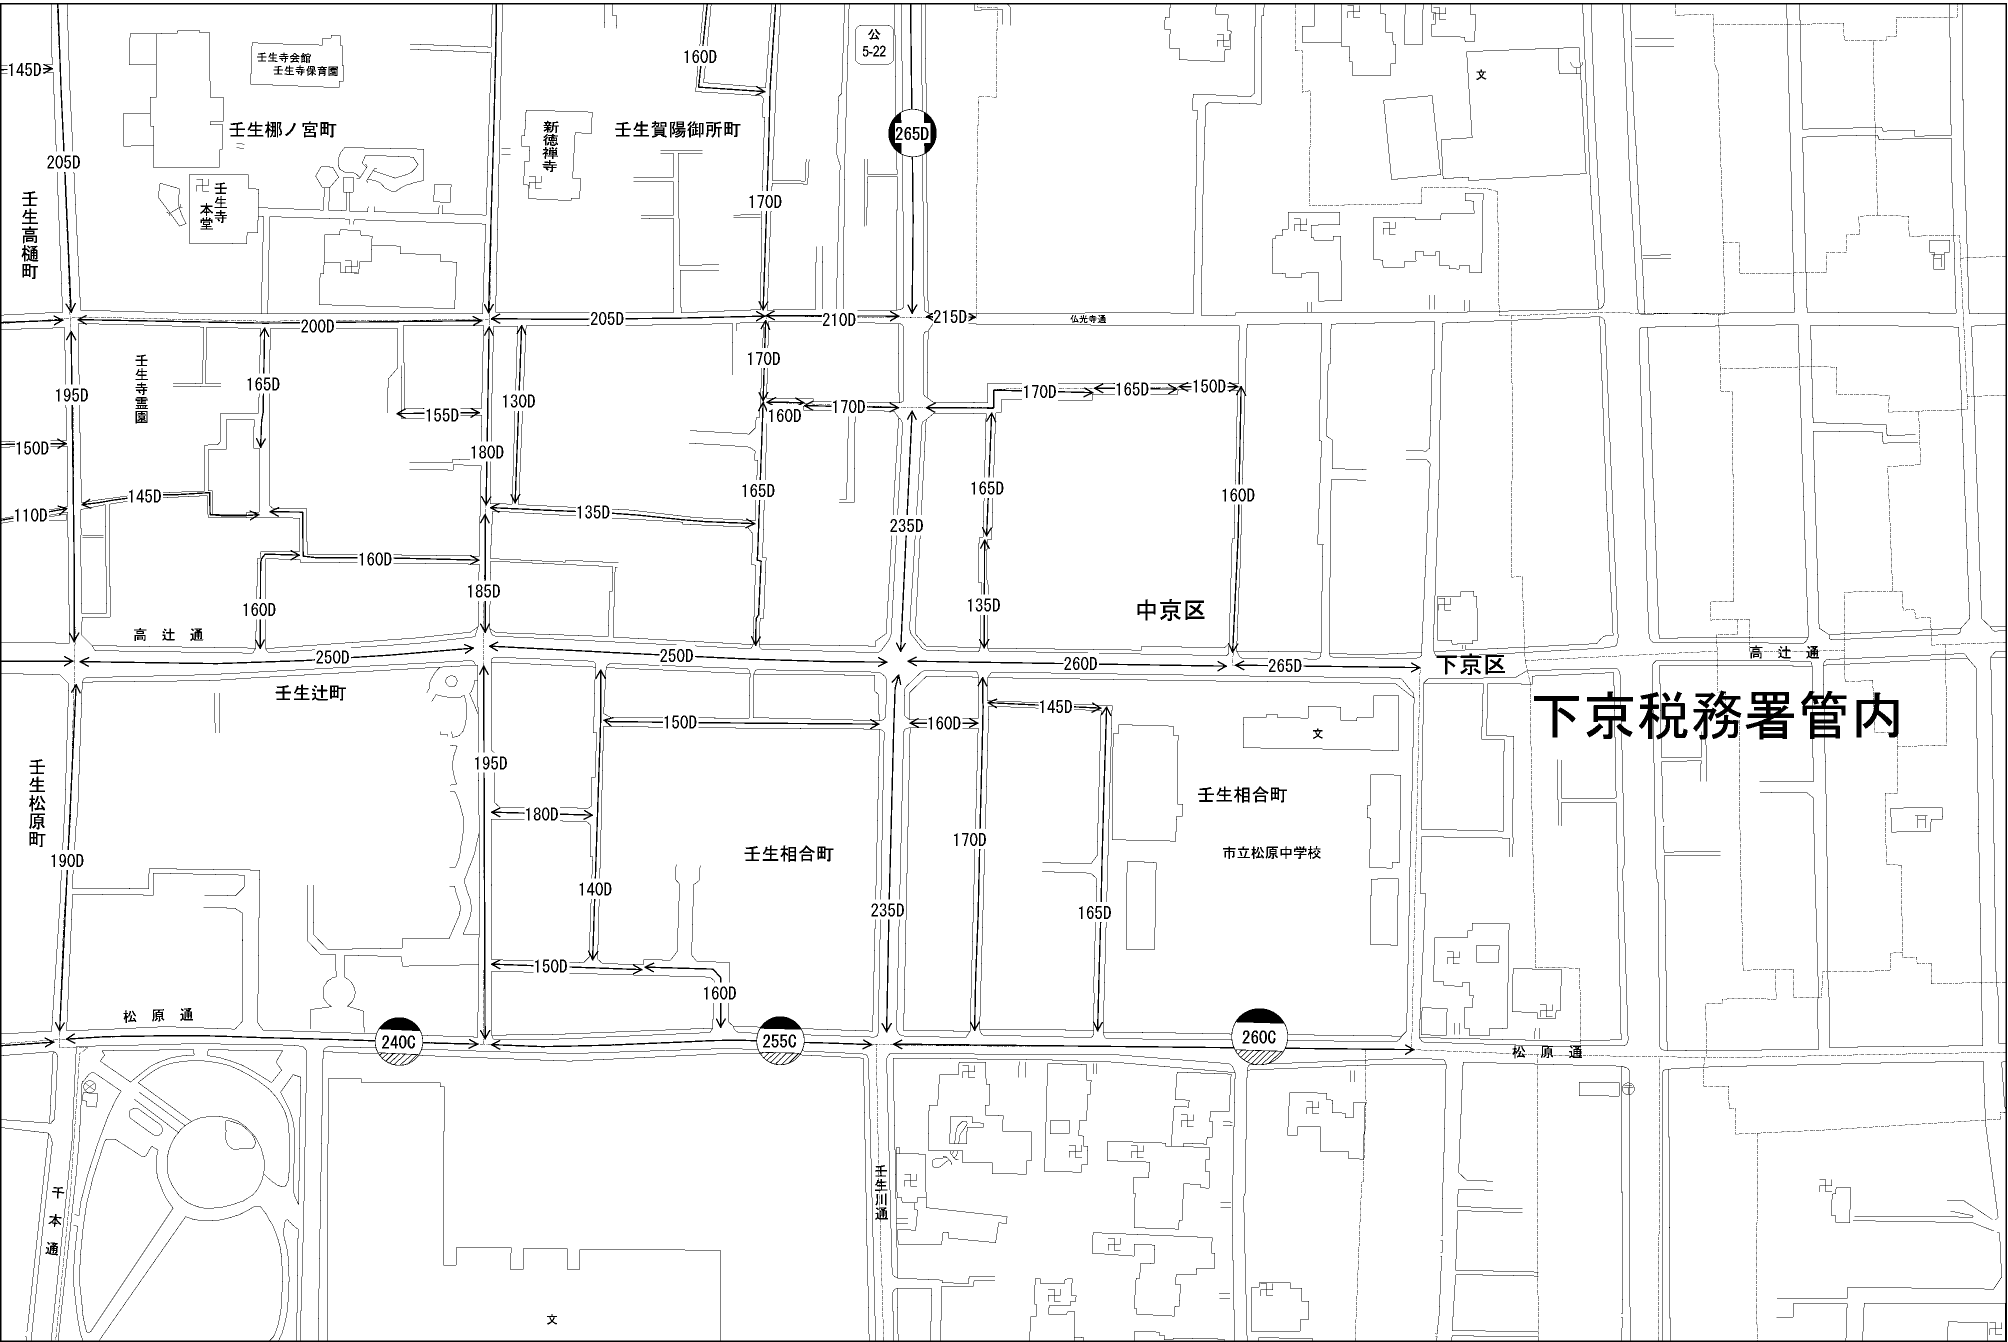 145D
壬生寺会館
壬生寺保育園
160D
公
5-22
文
壬生梛ノ宮町
新徳禅寺
壬生賀陽御所町
265D
205D
壬生高樋町
壬生寺
本堂
170D
200D
205D
210D
215D
仏光寺通
195D
壬生寺霊園
165D
155D
130D
170D
160D
170D
170D
165D
150D
150D
180D
145D
110D
135D
165D
235D
165D
160D
160D
160D
185D
135D
中京区
高辻通
250D
250D
260D
265D
下京区
高辻通
壬生辻町
下京税務署管内
150D
160D
145D
文
195D
壬生松原町
180D
壬生相合町
190D
壬生相合町
170D
市立松原中学校
140D
235D
165D
150D
160D
松原通
240C
255C
260C
松原通
壬生川通
千本通
文